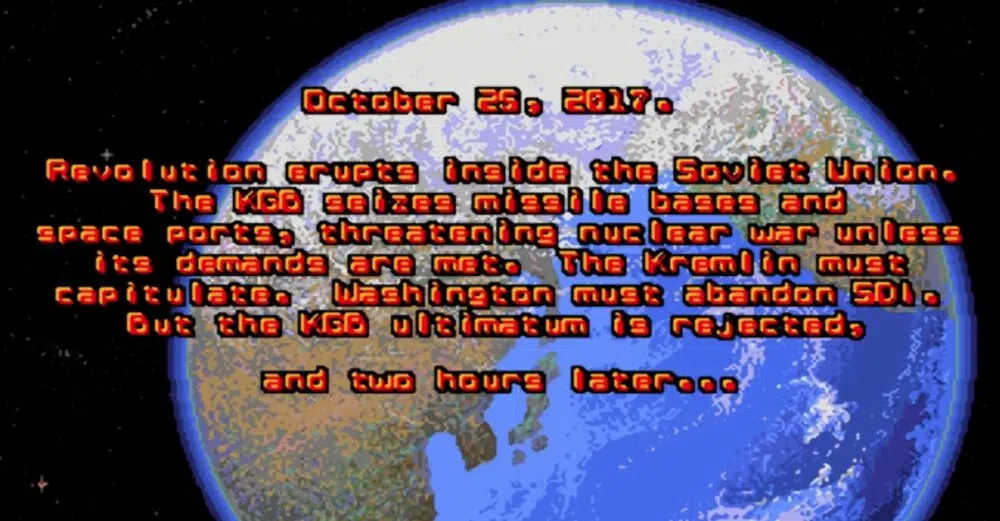 October 25, 2017.
Revolution erupts inside the Soviet Union.
The KGB seizes missile bases and
space ports, threatening nuclear war unless
its demands are met. The Kremlin must
capitulate. Washington must abandon SDI.
But the KGB ultimatum is rejected,
and two hours later...